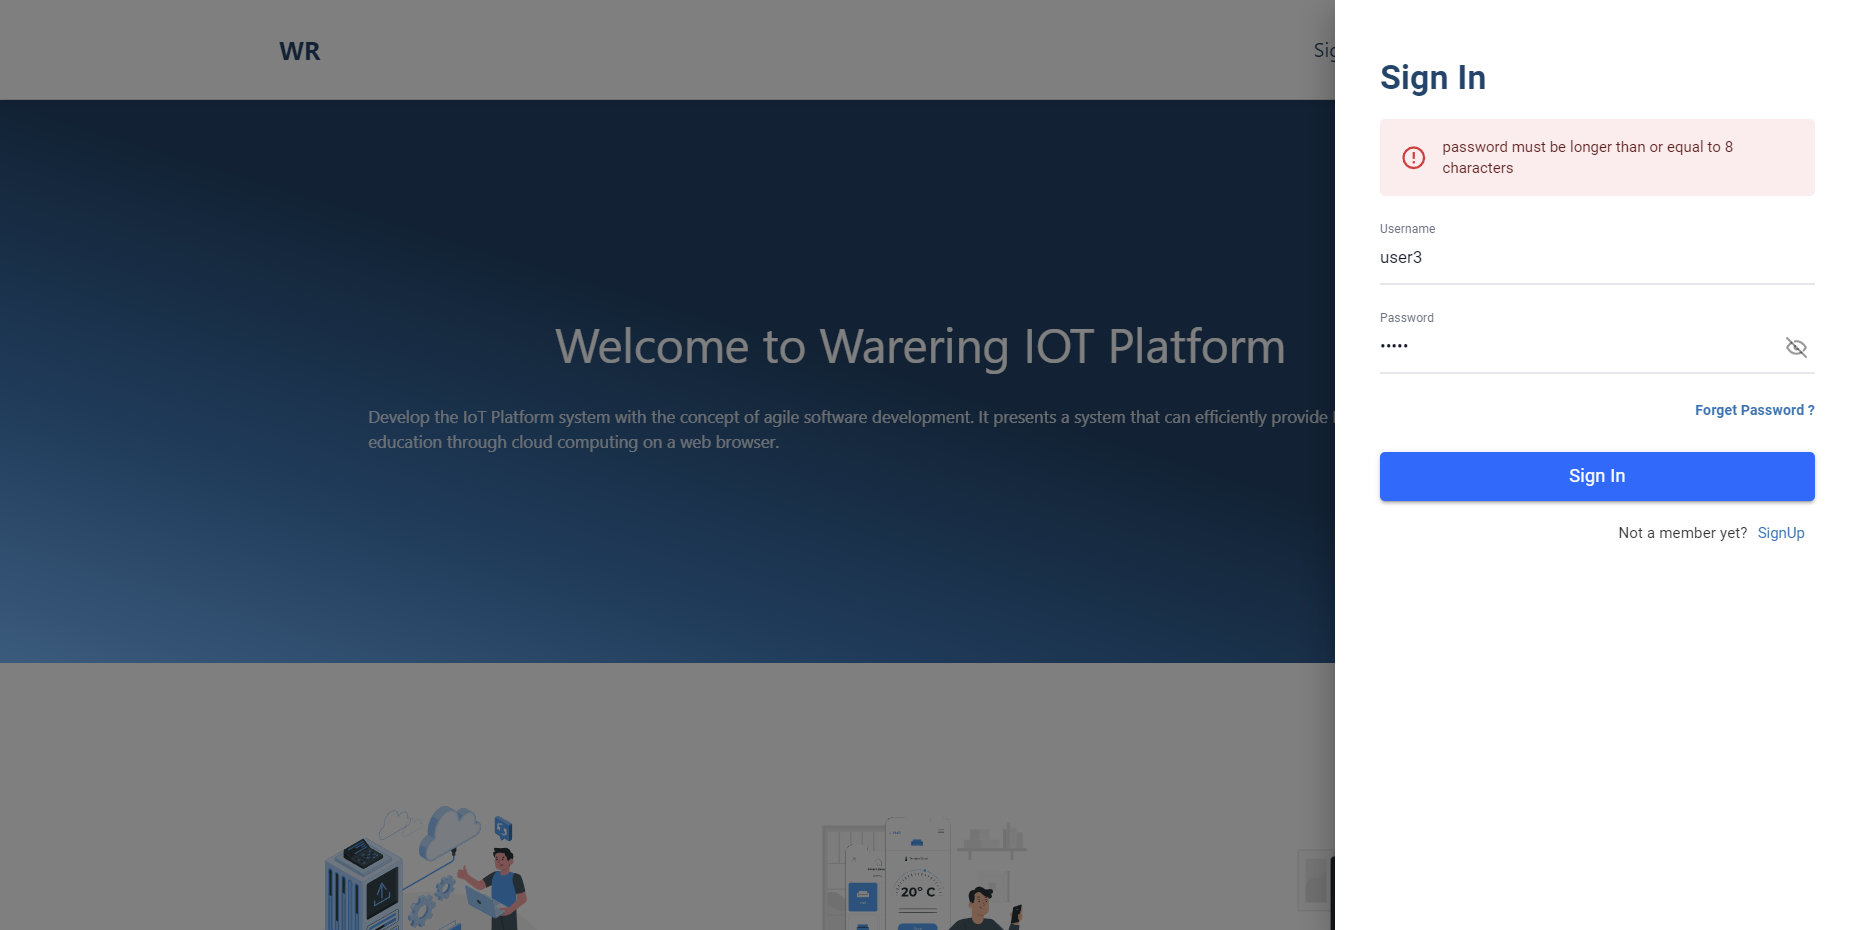 WR
Sig
Welcome to Warering IOT Platform
Develop the IoT Platform system with the concept of agile software development. It presents a system that can efficiently provide
education through cloud computing on a web browser.
20° C
Sign In
password must be longer than or equal to 8
characters
Username
user3
Password
•••••
Forget Password ?
Sign In
Not a member yet? SignUp